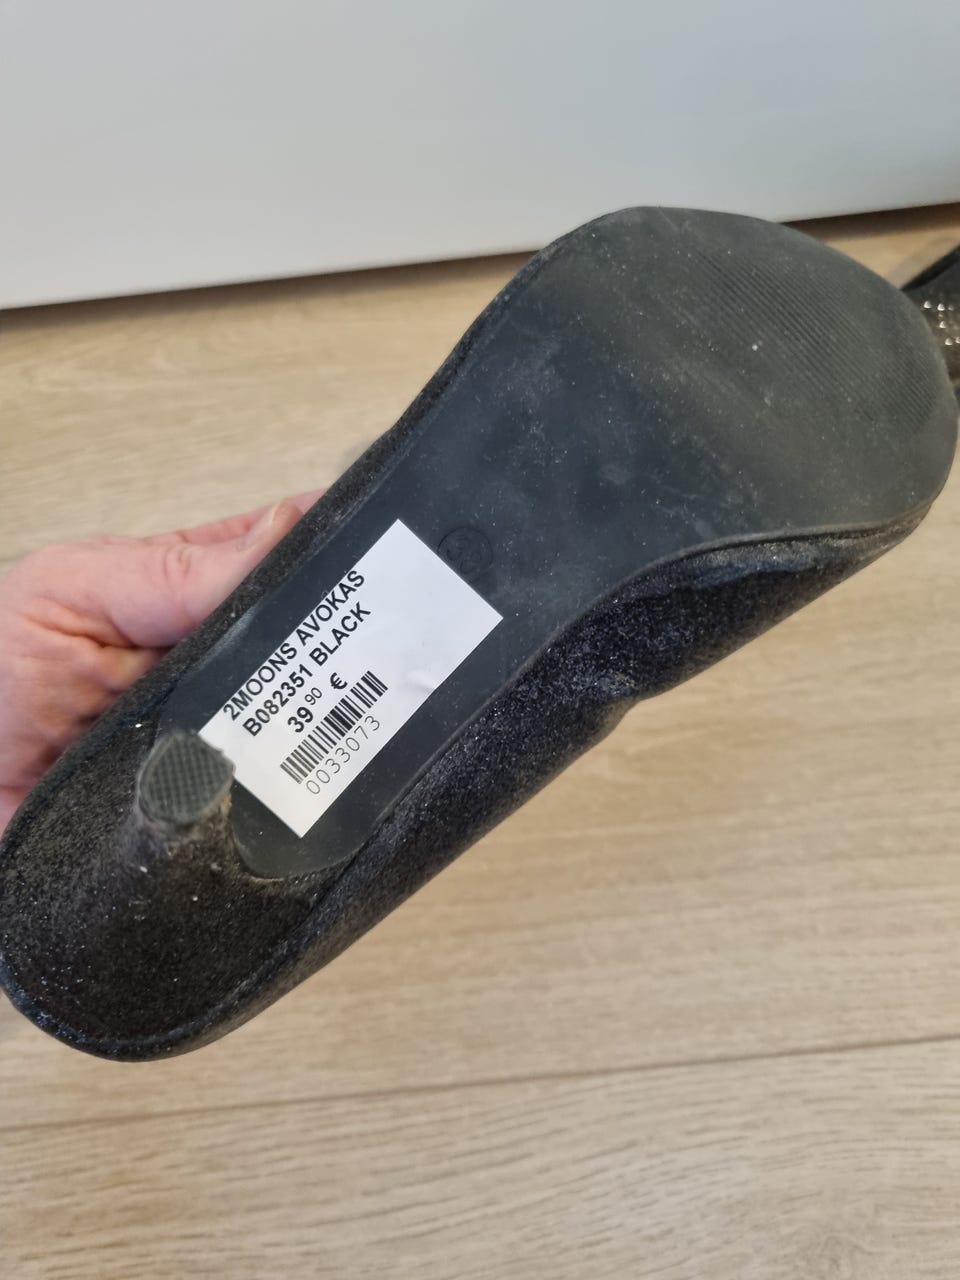 2MOONS AVOKAS
B082351 BLACK
39 90 €
0033073